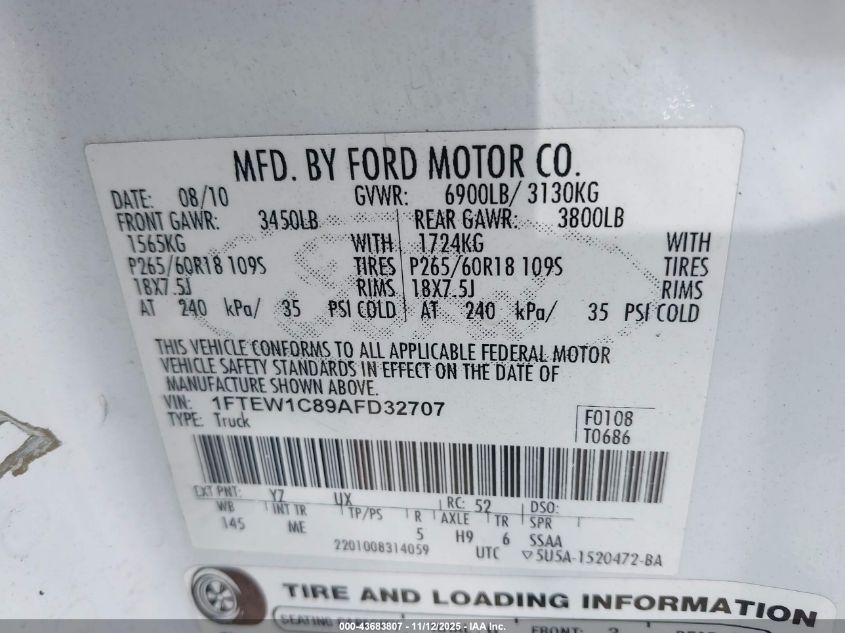 MFD. BY FORD MOTOR CO.
DATE: 08/10 GVWR: 6900LB/ 3130KG
FRONT GAWR: 3450LB REAR GAWR: 3800LB
1565KG WITH 1724KG WITH
P265/60R18 109S TIRES P265/60R18 109S TIRES
18X7.5J RIMS 18X7.5J RIMS
AT 240 kPa/ 35 PSI COLD AT 240 kPa/ 35 PSI COLD
THIS VEHICLE CONFORMS TO ALL APPLICABLE FEDERAL MOTOR
VEHICLE SAFETY STANDARDS IN EFFECT ON THE DATE OF
MANUFACTURE SHOWN ABOVE.
VIN: 1FTEW1C89AFD32707
TYPE: Truck
F0108
T0686
EXT PNT: YZ UX RC: 52 DSO:
WB INT TR TP/PS R AXLE TR SPR
145 ME 5 H9 6 SSAA
2201008314059 UTC ▽5U5A-1520472-BA
TIRE AND LOADING INFORMATION
000-43683807 - 11/12/2025 - IAA Inc.